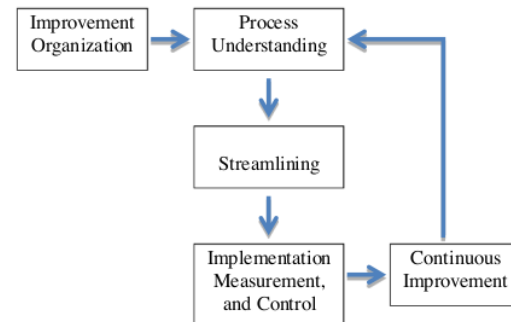 Improvement
Organization
Process
Understanding
Streamlining
Implementation
Measurement,
and Control
Continuous
Improvement